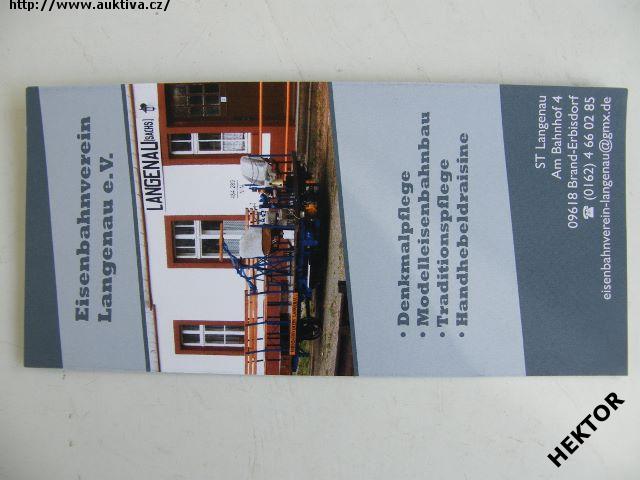 http://www.auktiva.cz/
Eisenbahnverein
Langenau e.V.
LANGENAU (SACHS)
• Denkmalpflege
• Modelleisenbahnbau
• Traditionspflege
• Handhebeldraisine
ST Langenau
Am Bahnhof 4
09618 Brand-Erbisdorf
☎ (0162) 4 66 02 85
eisenbahnverein-langenau@gmx.de
HEKTOR